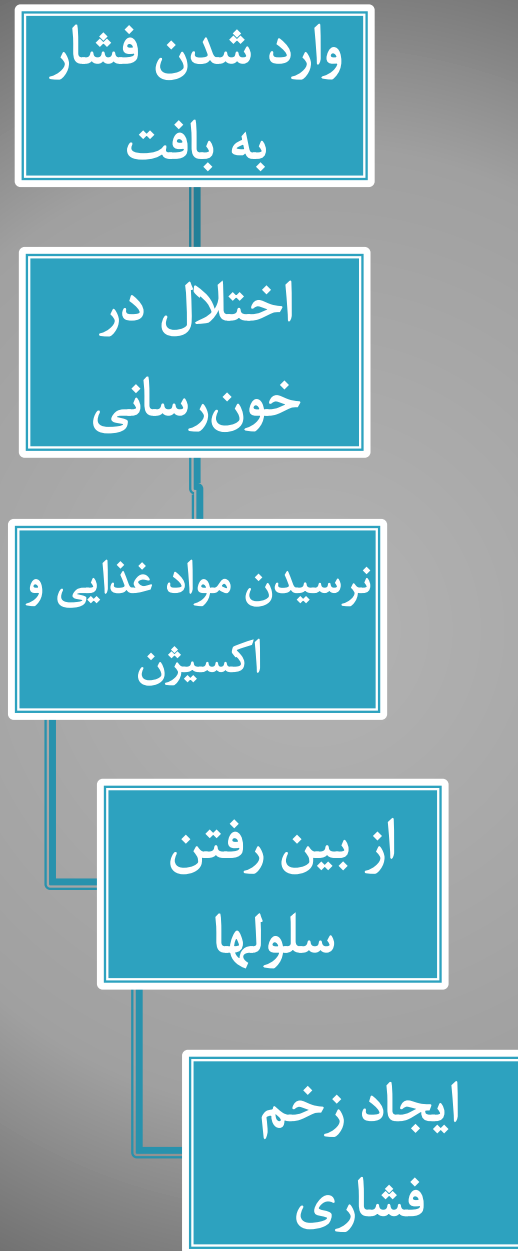 وارد شدن فشار
به بافت
اختلال در
خون‌رسانی
نرسیدن مواد غذایی و
اکسیژن
از بین رفتن
سلولها
ایجاد زخم
فشاری